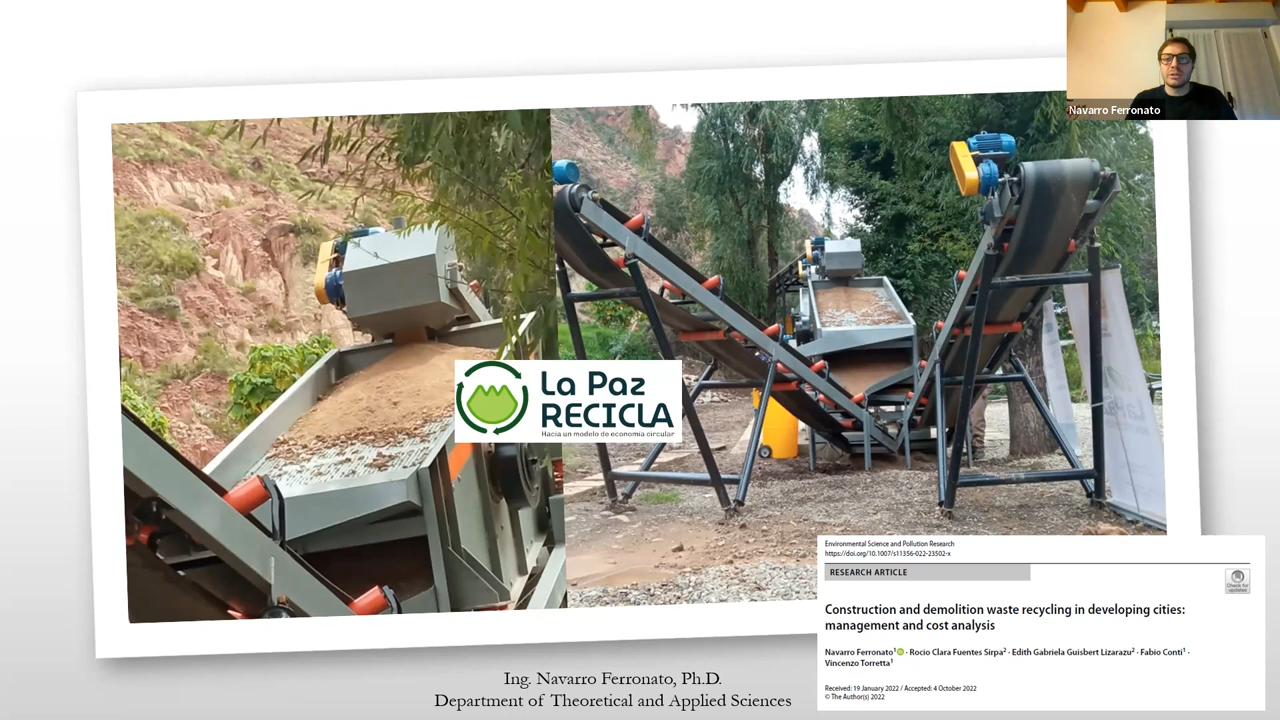 Navarro Ferronato
La Paz
RECICLA
Hacia un modelo de economía circular
Environmental Science and Pollution Research
https://doi.org/10.1007/s11356-022-23502-x
RESEARCH ARTICLE
Check for
updates
Construction and demolition waste recycling in developing cities:
management and cost analysis
Navarro Ferronato1 · Rocio Clara Fuentes Sirpa2 · Edith Gabriela Guisbert Lizarazu2 · Fabio Conti1 ·
Vincenzo Torretta1
Received: 19 January 2022 / Accepted: 4 October 2022
© The Author(s) 2022
Ing. Navarro Ferronato, Ph.D.
Department of Theoretical and Applied Sciences